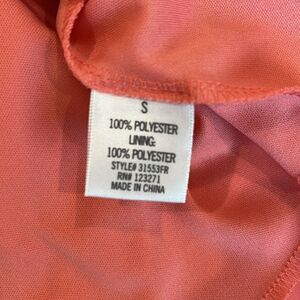 S
100% POLYESTER
LINING:
100% POLYESTER
STYLE# 31553FR
RN# 123271
MADE IN CHINA